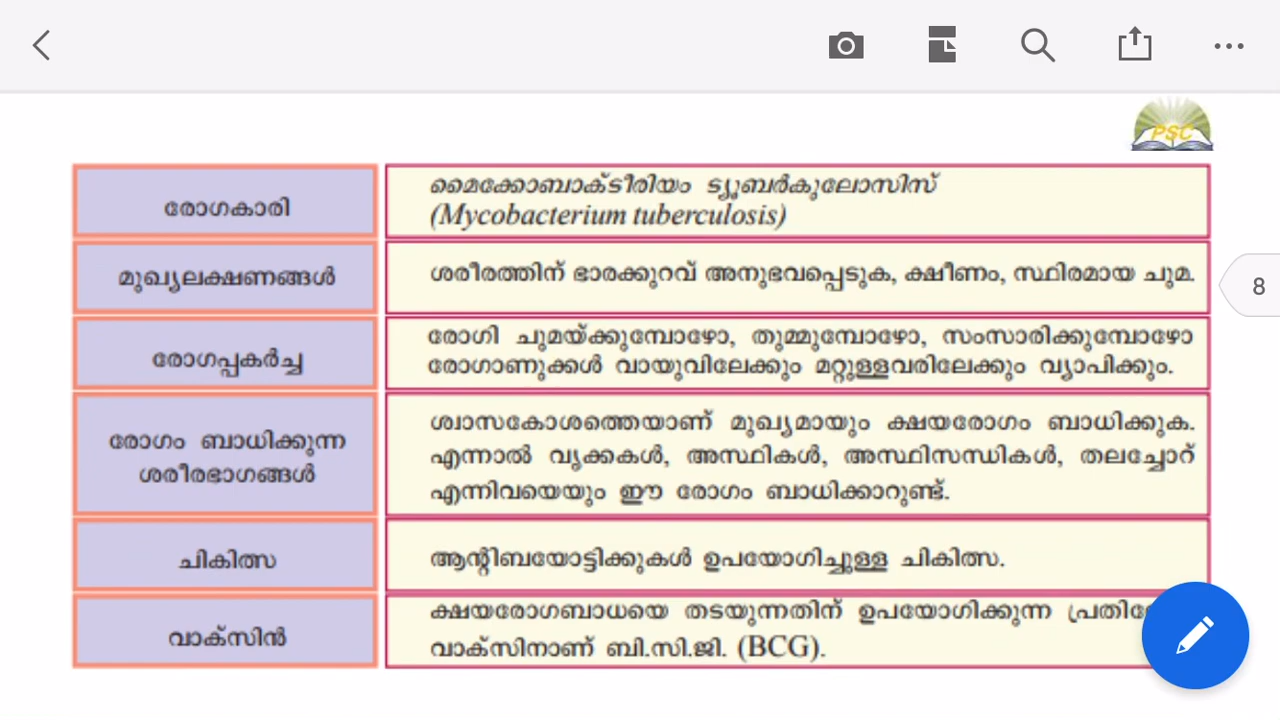 PSC
രോഗകാരി
മൈക്കോബാക്ടീരിയം ട്യൂബർകുലോസിസ്
(Mycobacterium tuberculosis)
മുഖ്യലക്ഷണങ്ങൾ
ശരീരത്തിന് ഭാരക്കുറവ് അനുഭവപ്പെടുക, ക്ഷീണം, സ്ഥിരമായ ചുമ.
8
രോഗപ്പകർച്ച
രോഗി ചുമയ്ക്കുമ്പോഴോ, തുമ്മുമ്പോഴോ, സംസാരിക്കുമ്പോഴോ
രോഗാണുക്കൾ വായുവിലേക്കും മറ്റുള്ളവരിലേക്കും വ്യാപിക്കും.
രോഗം ബാധിക്കുന്ന
ശരീരഭാഗങ്ങൾ
ശ്വാസകോശത്തെയാണ് മുഖ്യമായും ക്ഷയരോഗം ബാധിക്കുക.
എന്നാൽ വൃക്കകൾ, അസ്ഥികൾ, അസ്ഥിസന്ധികൾ, തലച്ചോറ്
എന്നിവയെയും ഈ രോഗം ബാധിക്കാറുണ്ട്.
ചികിത്സ
ആന്റിബയോട്ടിക്കുകൾ ഉപയോഗിച്ചുള്ള ചികിത്സ.
വാക്സിൻ
ക്ഷയരോഗബാധയെ തടയുന്നതിന് ഉപയോഗിക്കുന്ന
വാക്സിനാണ് ബി.സി.ജി. (BCG).